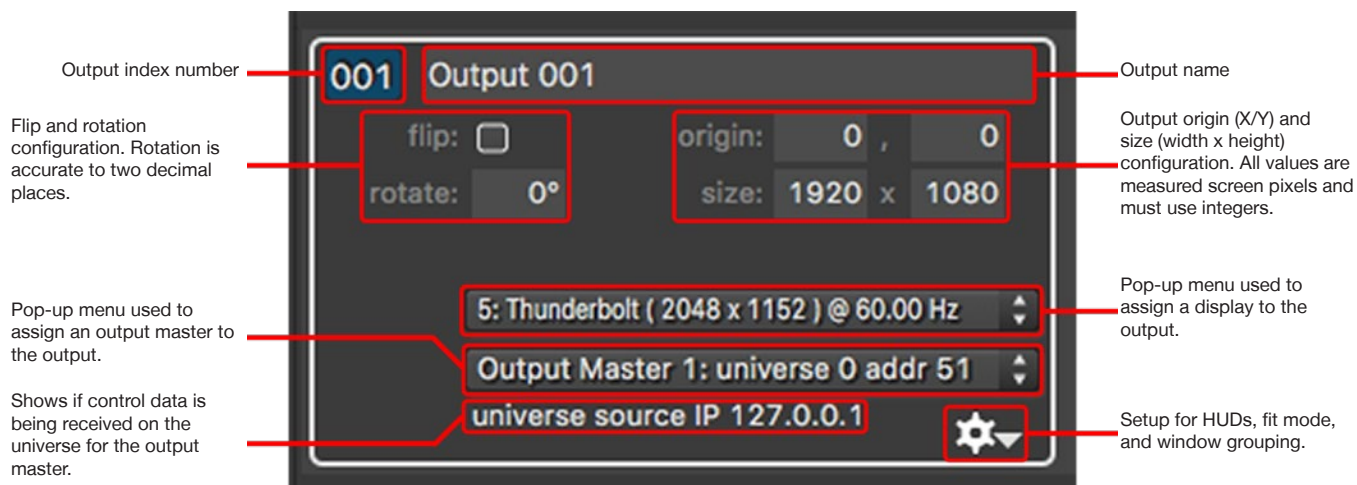 Output index number
001
Output 001
Output name
Flip and rotation
configuration. Rotation is
accurate to two decimal
places.
flip:
rotate: 0°
origin: 0 , 0
size: 1920 x 1080
Output origin (X/Y) and
size (width x height)
configuration. All values are
measured screen pixels and
must use integers.
Pop-up menu used to
assign an output master to
the output.
5: Thunderbolt ( 2048 x 1152 ) @ 60.00 Hz
Pop-up menu used to
assign a display to the
output.
Output Master 1: universe 0 addr 51
Shows if control data is
being received on the
universe for the output
master.
universe source IP 127.0.0.1
Setup for HUDs, fit mode,
and window grouping.